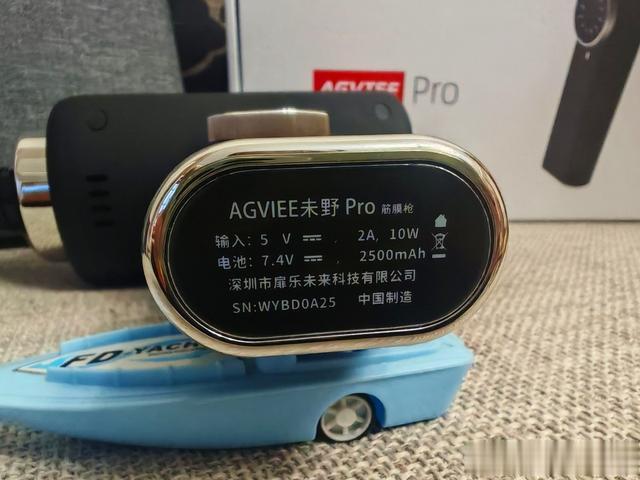 AGVIEE Pro
AGVIEE未野 Pro 筋膜枪
输入: 5 V ⎓ , 2A, 10W
电池: 7.4V ⎓ 2500mAh
深圳市扉乐未来科技有限公司
SN:WYBD0A25 中国制造
FD YACH